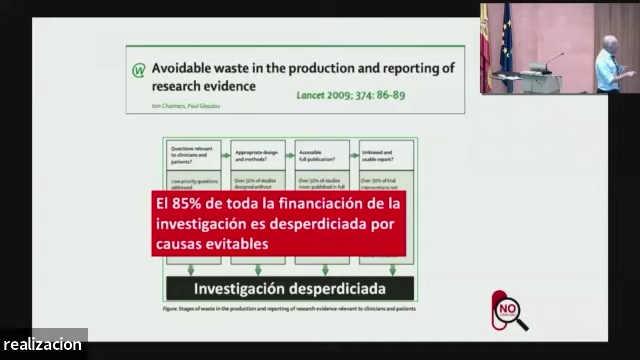 Avoidable waste in the production and reporting of
research evidence
Lancet 2009; 374: 86-89
Iain Chalmers, Paul Glasziou
Questions relevant
to clinicians and
patients?
Appropriate design
and methods?
Accessible
full publication?
Unbiased and
usable report?
Low priority questions
addressed
Over 50% of studies
designed without
Over 50% of studies
never published in full
Over 30% of trial
interventions not
El 85% de toda la financiación de la
investigación es desperdiciada por
causas evitables
Investigación desperdiciada
Figure: Stages of waste in the production and reporting of research evidence relevant to clinicians and patients
NO
realizacion